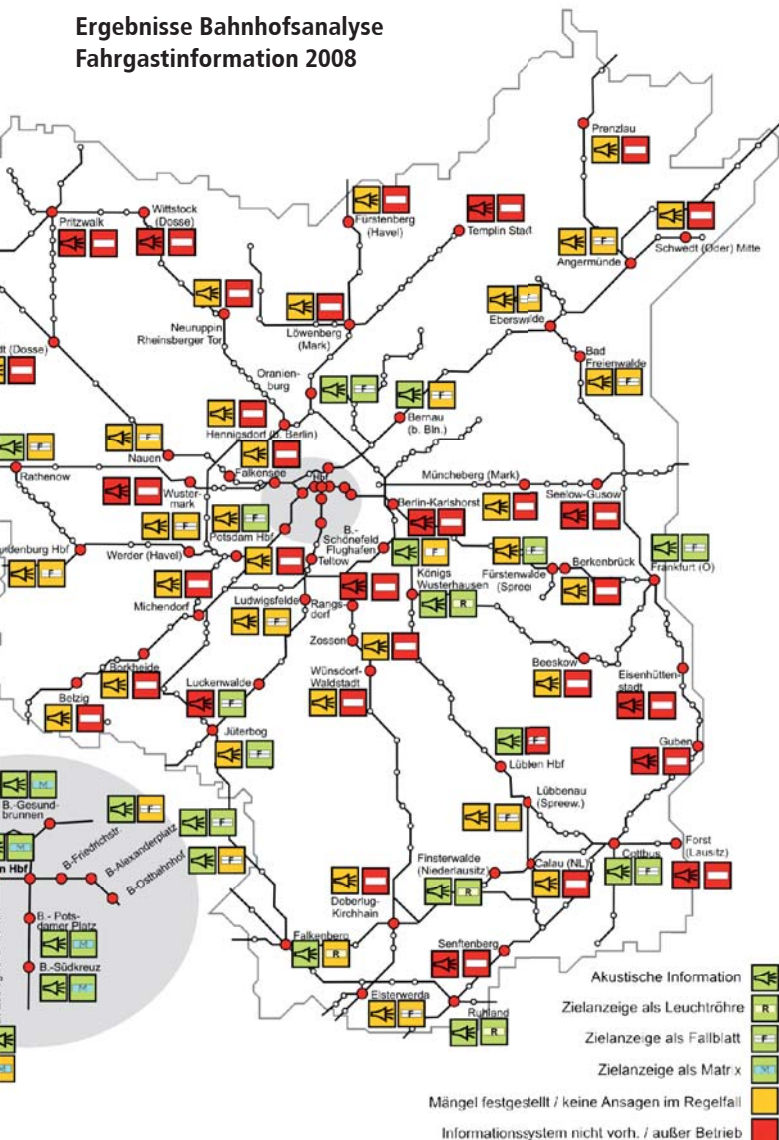 Ergebnisse Bahnhofsanalyse
Fahrgastinformation 2008
Prenzlau
Pritzwalk
Wittstock
(Dosse)
Fürstenberg
(Havel)
Templin Stadt
Schwedt (Oder) Mitte
Angermünde
F
Neuruppin
Rheinsberger Tor
Löwenberg
(Mark)
Eberswalde
F
dt (Dosse)
Bad
Freienwalde
F
Oranien-
burg
F
F
Bernau
(b. Bln.)
Hennigsdorf (b. Berlin)
F
Nauen
F
Rathenow
Falkensee
Hbf
Müncheberg (Mark)
Seelow-Gusow
Wuster-
mark
Berlin-Karlshorst
F
Potsdam Hbf
F
B.-
Schönefeld
Flughafen
F
F
Fürstenwalde
(Spree)
Berkenbrück
F
Frankfurt (O)
ndenburg Hbf
F
Werder (Havel)
Teltow
Königs
Wusterhausen
R
Michendorf
Ludwigsfelde
F
Rangs-
dorf
Zossen
Beeskow
Eisenhütten-
stadt
Borkheide
Belzig
Luckenwalde
F
Wünsdorf-
Waldstadt
Jüterbog
F
F
Lübben Hbf
Guben
Lübbenau
(Spreew.)
F
M
B.-Gesund-
brunnen
F
B-Friedrichstr.
B-Alexanderplatz
F
B-Ostbahnhof
F
M
n Hbf
Finsterwalde
(Niederlausitz)
R
Calau (NL)
Cottbus
F
Forst
(Lausitz)
Doberlug-
Kirchhain
B.- Pots-
damer Platz
M
B.-Südkreuz
M
Falkenberg
R
Senftenberg
Elsterwerda
F
Ruhland
R
M
Akustische Information
Zielanzeige als Leuchtröhre
R
Zielanzeige als Fallblatt
F
Zielanzeige als Matrix
M
Mängel festgestellt / keine Ansagen im Regelfall
Informationssystem nicht vorh. / außer Betrieb